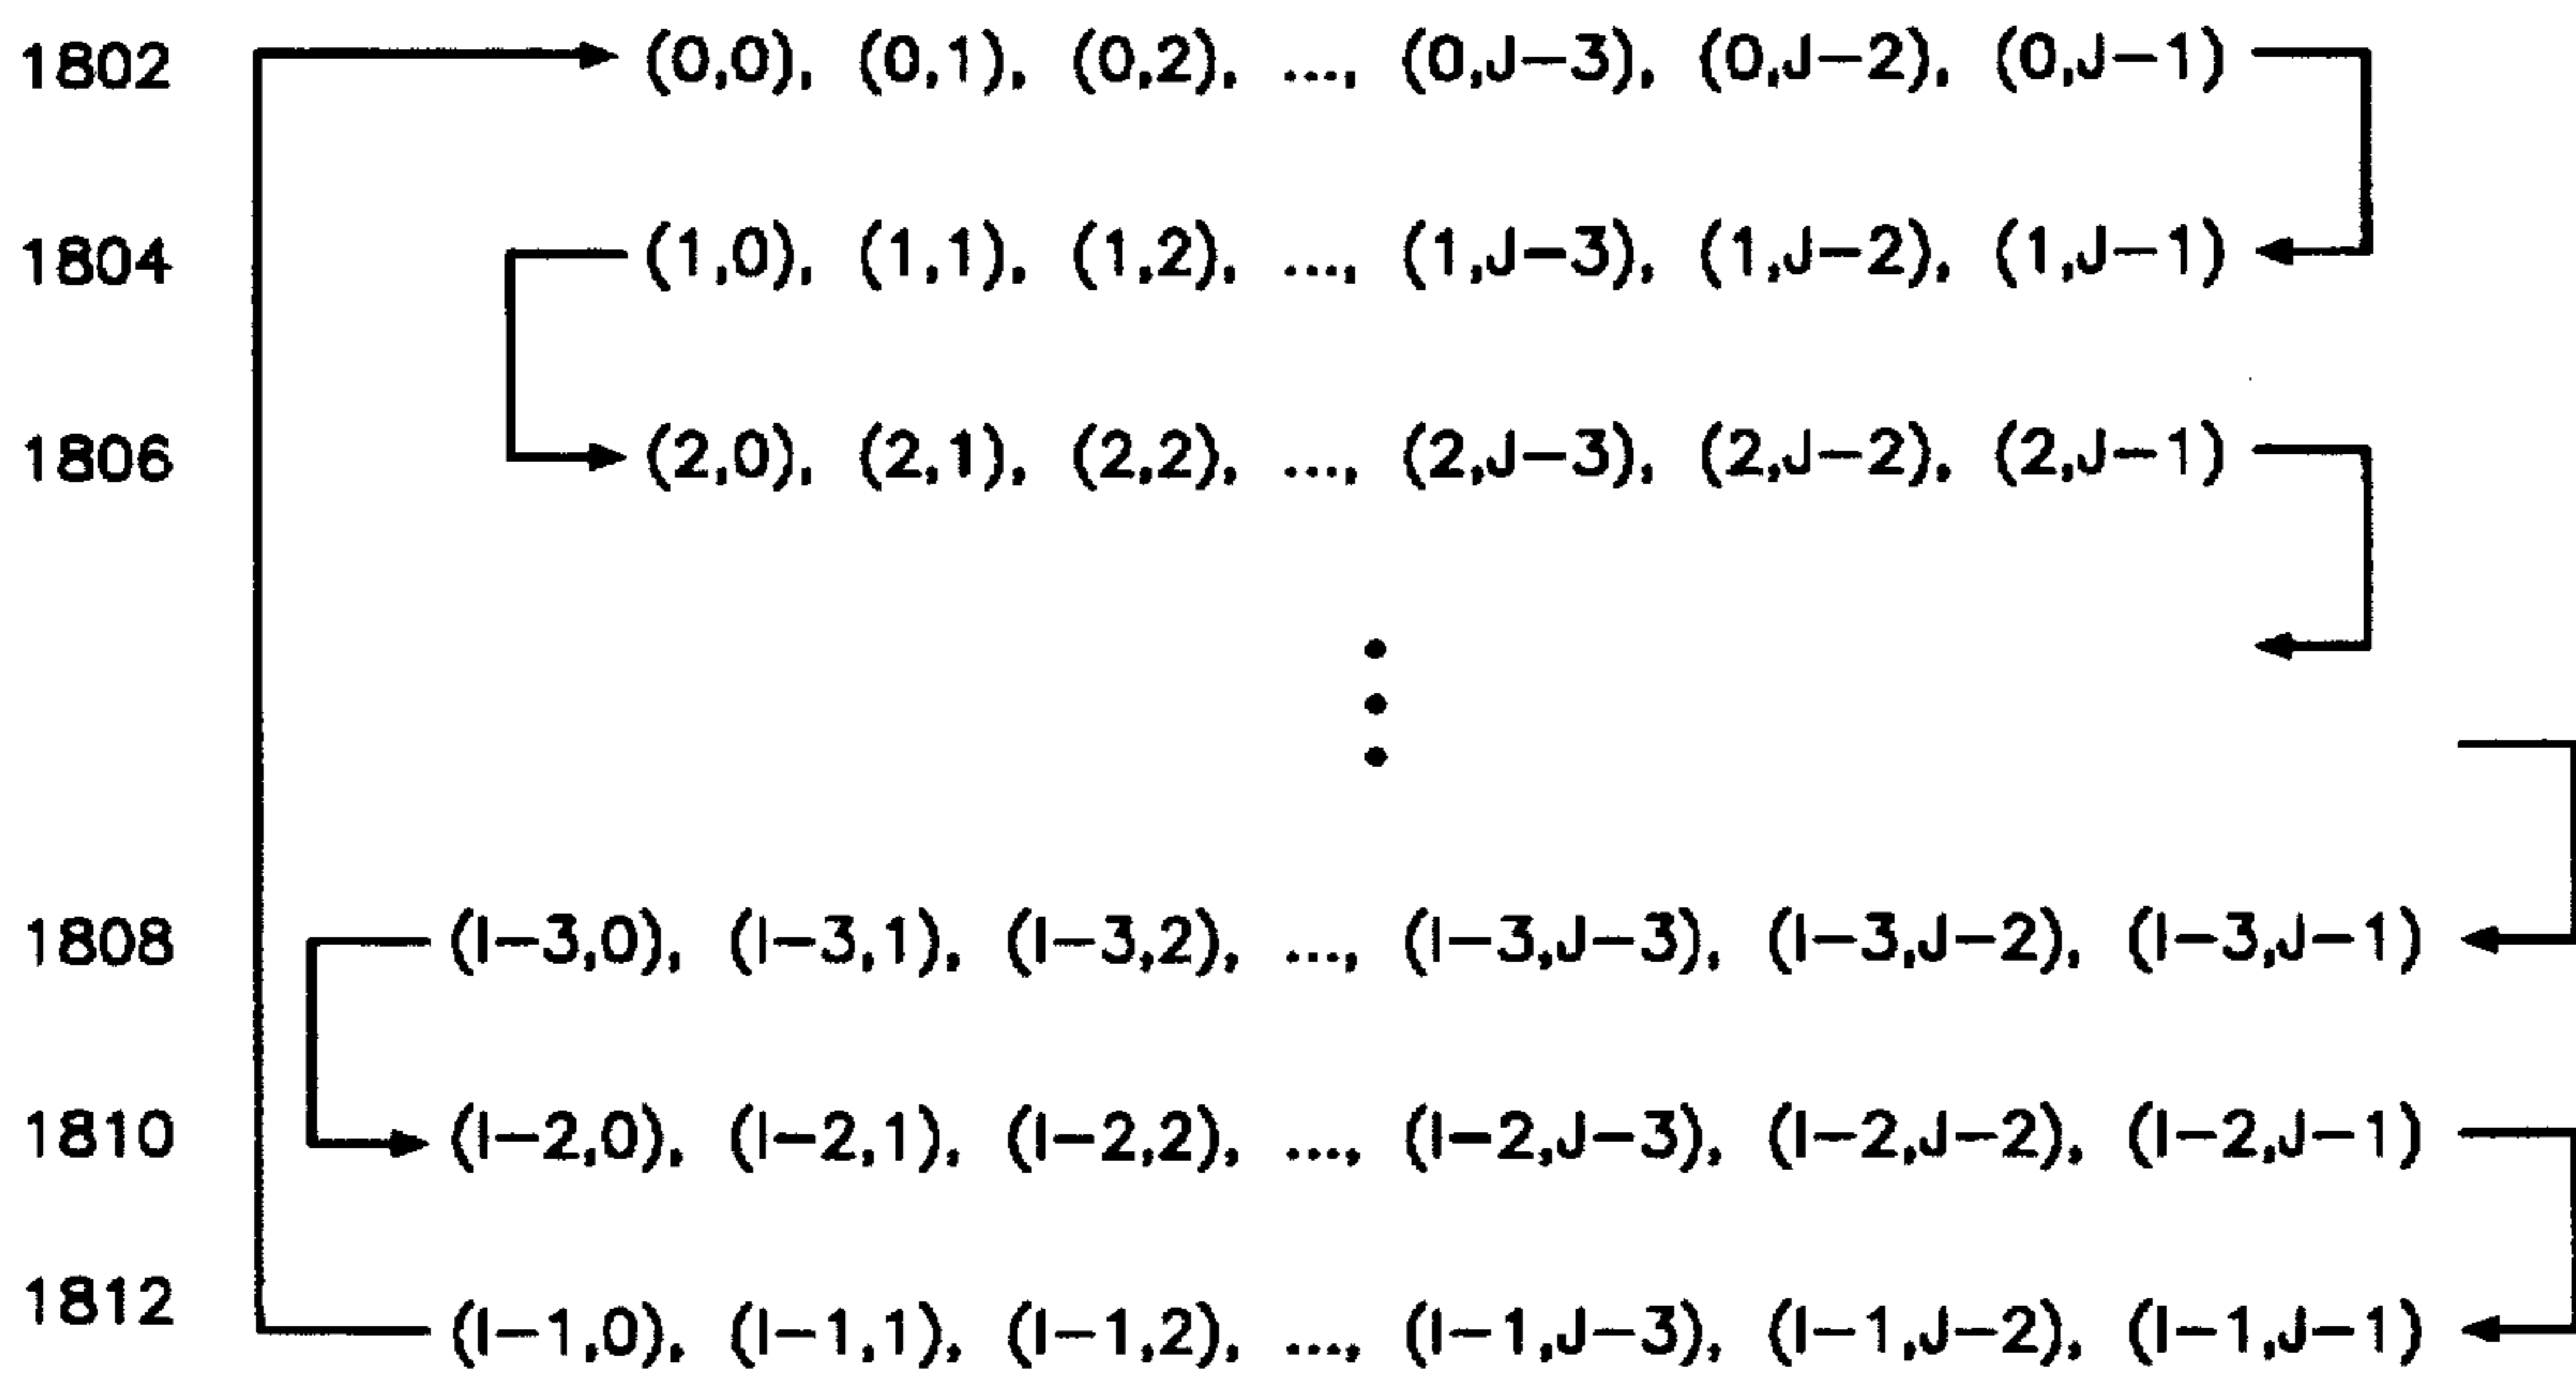 1802 (0,0), (0,1), (0,2), ..., (0,J-3), (0,J-2), (0,J-1)
1804 (1,0), (1,1), (1,2), ..., (1,J-3), (1,J-2), (1,J-1)
1806 (2,0), (2,1), (2,2), ..., (2,J-3), (2,J-2), (2,J-1)
1808 (I-3,0), (I-3,1), (I-3,2), ..., (I-3,J-3), (I-3,J-2), (I-3,J-1)
1810 (I-2,0), (I-2,1), (I-2,2), ..., (I-2,J-3), (I-2,J-2), (I-2,J-1)
1812 (I-1,0), (I-1,1), (I-1,2), ..., (I-1,J-3), (I-1,J-2), (I-1,J-1)